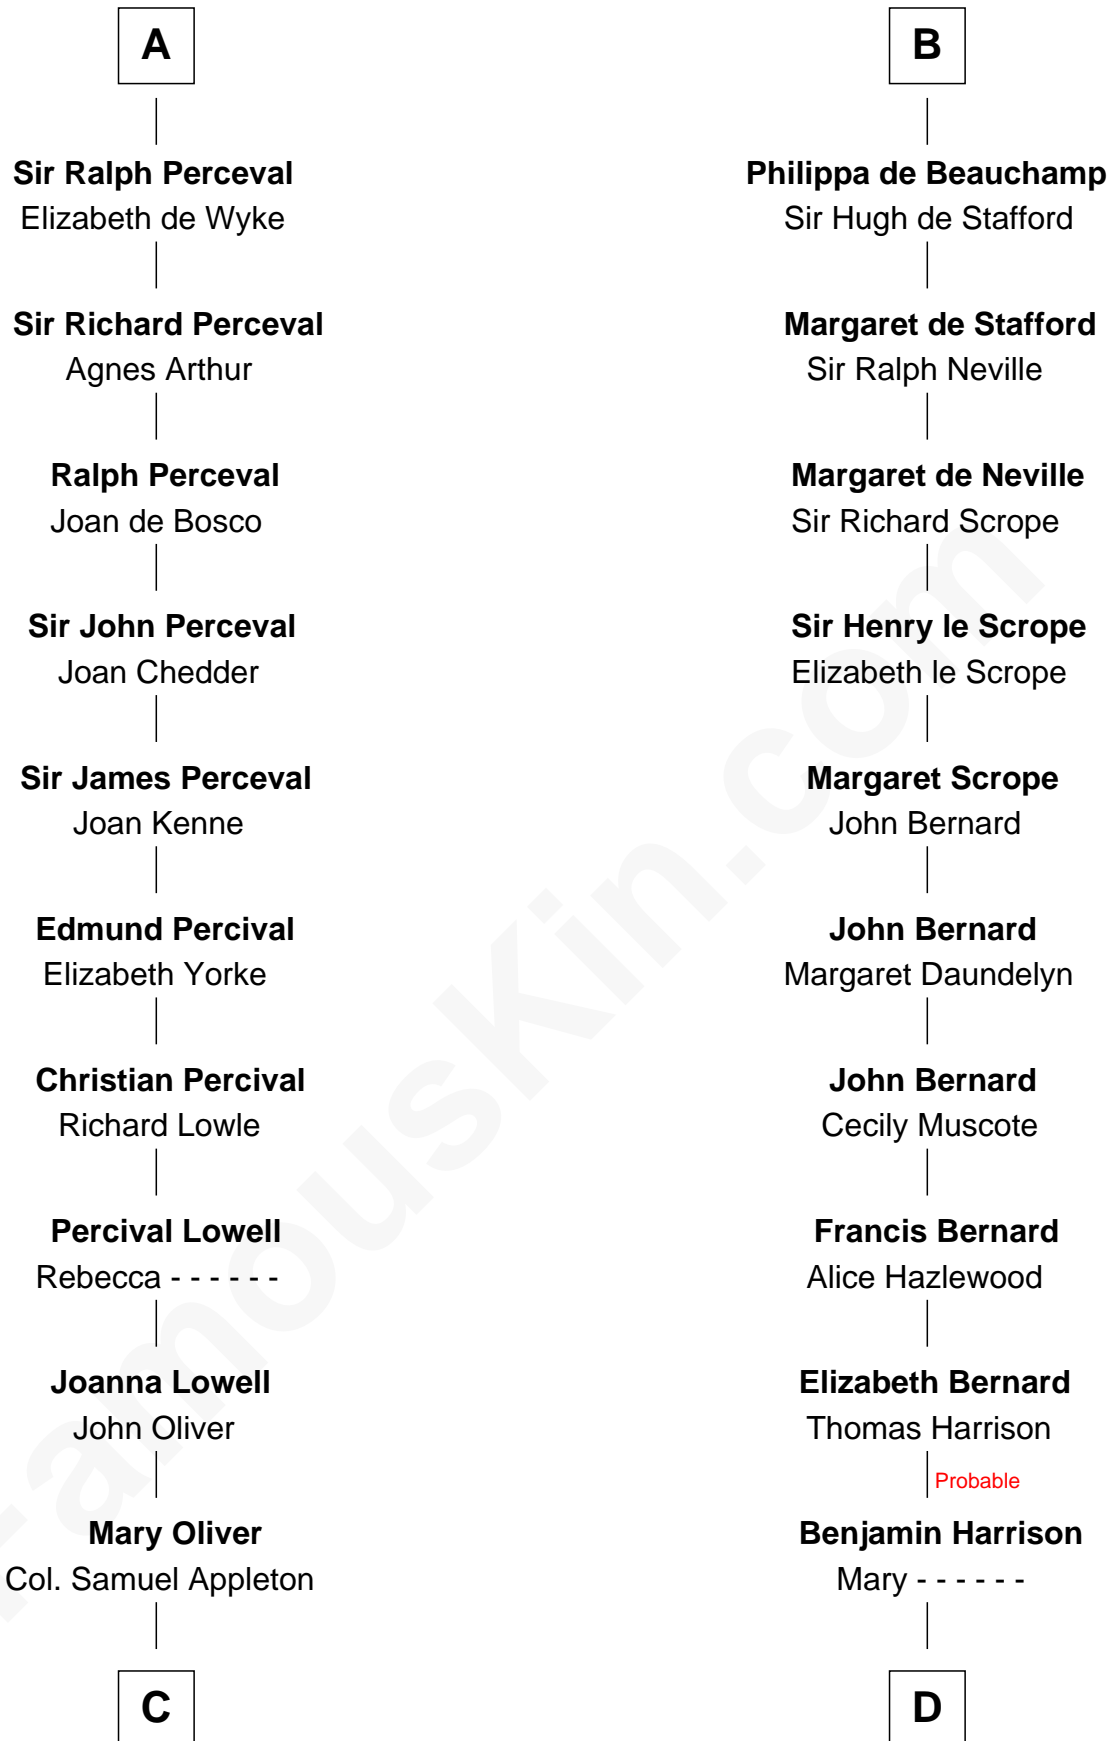 A
Sir Ralph Perceval
Elizabeth de Wyke
Sir Richard Perceval
Agnes Arthur
Ralph Perceval
Joan de Bosco
Sir John Perceval
Joan Chedder
Sir James Perceval
Joan Kenne
Edmund Percival
Elizabeth Yorke
Christian Percival
Richard Lowle
Percival Lowell
Rebecca - - - - - -
Joanna Lowell
John Oliver
Mary Oliver
Col. Samuel Appleton
C
B
Philippa de Beauchamp
Sir Hugh de Stafford
Margaret de Stafford
Sir Ralph Neville
Margaret de Neville
Sir Richard Scrope
Sir Henry le Scrope
Elizabeth le Scrope
Margaret Scrope
John Bernard
John Bernard
Margaret Daundelyn
John Bernard
Cecily Muscote
Francis Bernard
Alice Hazlewood
Elizabeth Bernard
Thomas Harrison
Probable
Benjamin Harrison
Mary - - - - - -
D
FamousKin.com